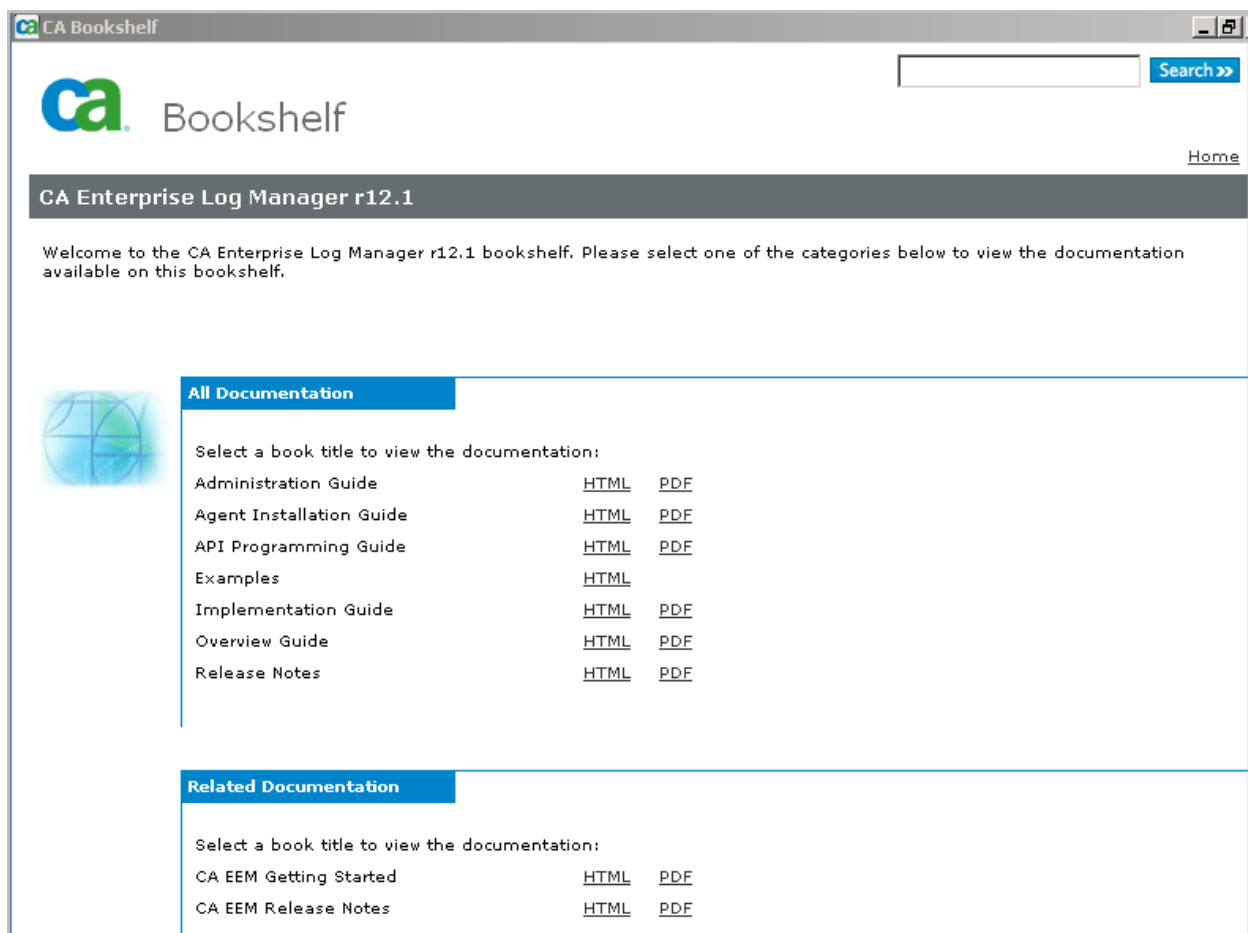 CA Bookshelf
Search >>
ca. Bookshelf
Home
CA Enterprise Log Manager r12.1
Welcome to the CA Enterprise Log Manager r12.1 bookshelf. Please select one of the categories below to view the documentation
available on this bookshelf.
All Documentation
Select a book title to view the documentation:
Administration Guide HTML PDF
Agent Installation Guide HTML PDF
API Programming Guide HTML PDF
Examples HTML
Implementation Guide HTML PDF
Overview Guide HTML PDF
Release Notes HTML PDF
Related Documentation
Select a book title to view the documentation:
CA EEM Getting Started HTML PDF
CA EEM Release Notes HTML PDF